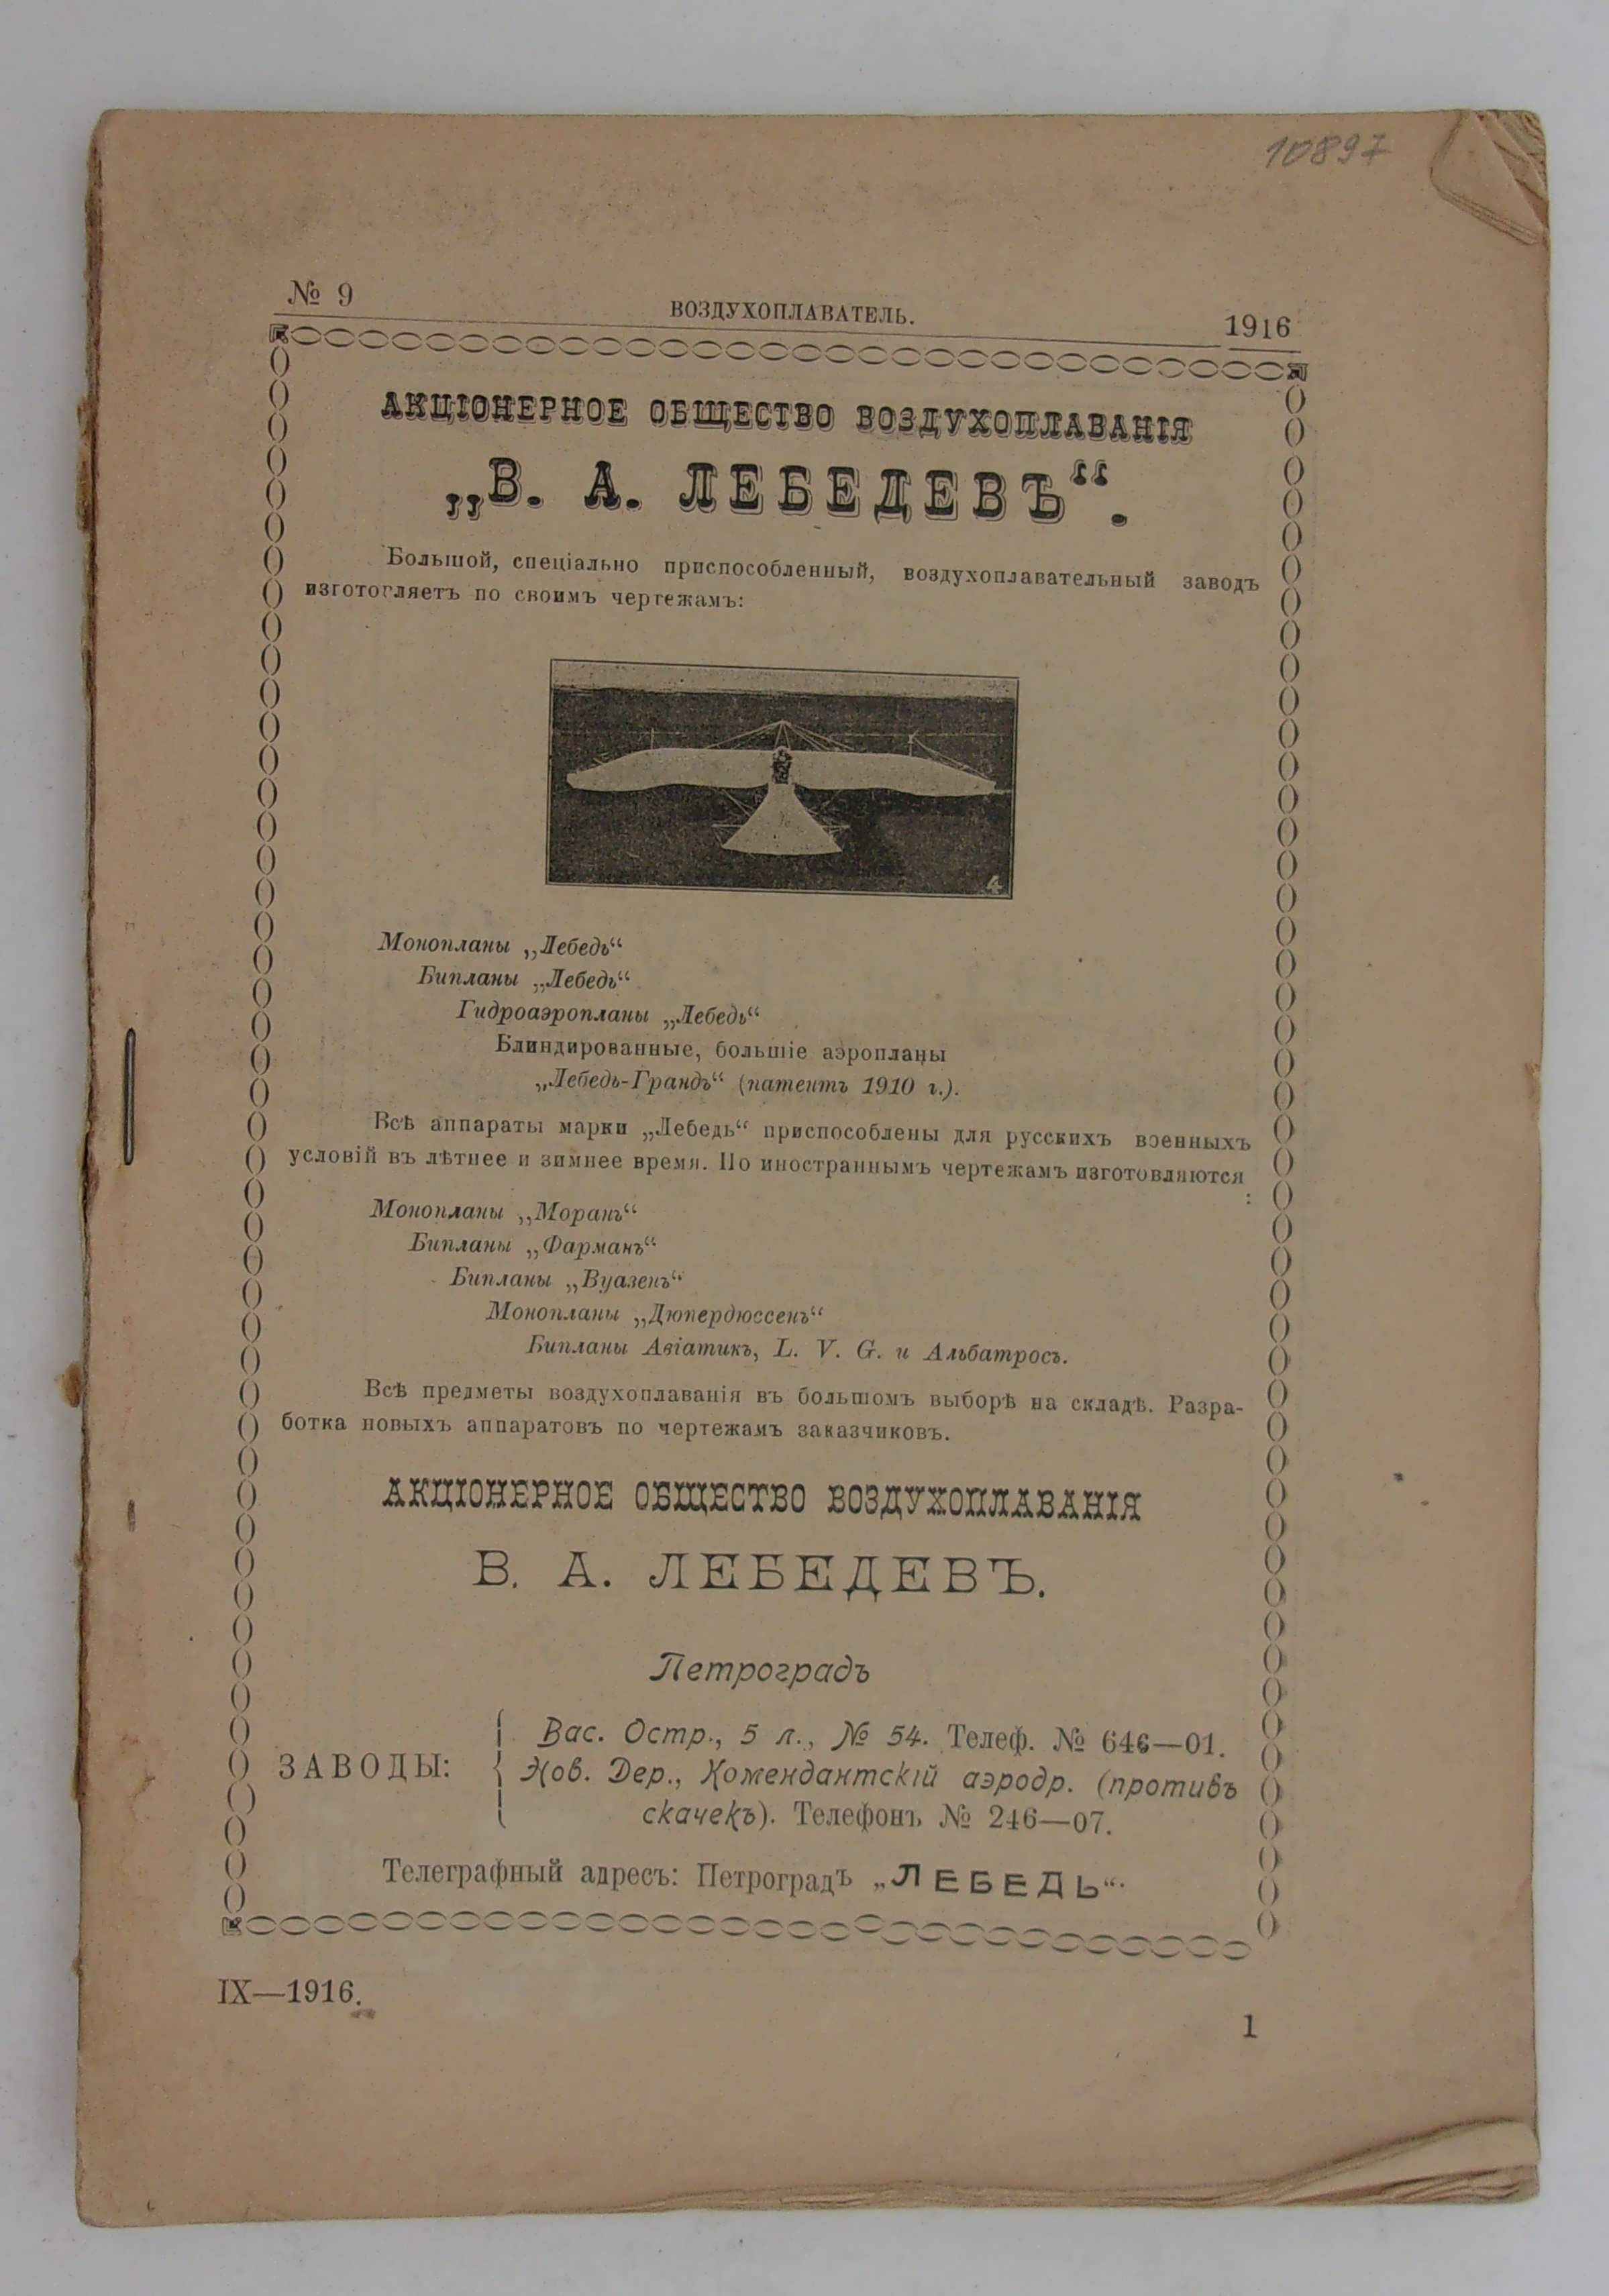 10897
№ 9
ВОЗДУХОПЛАВАТЕЛЬ.
1916
АКЦІОНЕРНОЕ ОБЩЕСТВО ВОЗДУХОПЛАВАНІЯ
„В. А. ЛЕБЕДЕВЪ“.
Большой, спеціально приспособленный, воздухоплавательный заводъ
изготогляетъ по своимъ чертежамъ:
4
Монопланы „Лебедь“
Бипланы „Лебедь“
Гидроаэропланы „Лебедь“
Блиндированные, большіе аэропланы
„Лебедь-Грандъ“ (патентъ 1910 г.).
Всѣ аппараты марки „Лебедь“ приспособлены для русскихъ военныхъ
условій въ лѣтнее и зимнее время. По иностраннымъ чертежамъ изготовляются
:
Монопланы „Моранъ“
Бипланы „Фарманъ“
Бипланы „Вуазенъ“
Монопланы „Дюпердюссенъ“
Бипланы Авіатикъ, L. V. G. и Альбатросъ.
Всѣ предметы воздухоплаванія въ большомъ выборѣ на складѣ. Разра-
ботка новыхъ аппаратовъ по чертежамъ заказчиковъ.
АКЦІОНЕРНОЕ ОБЩЕСТВО ВОЗДУХОПЛАВАНІЯ
В. А. ЛЕБЕДЕВЪ.
Петроградъ
ЗАВОДЫ:
Вас. Остр., 5 л., № 54. Телеф. № 646—01.
Нов. Дер., Комендантскій аэродр. (противъ
скачекъ). Телефонъ № 246—07.
Телеграфный адресъ: Петроградъ „ЛЕБЕДЬ“.
IX—1916.
1